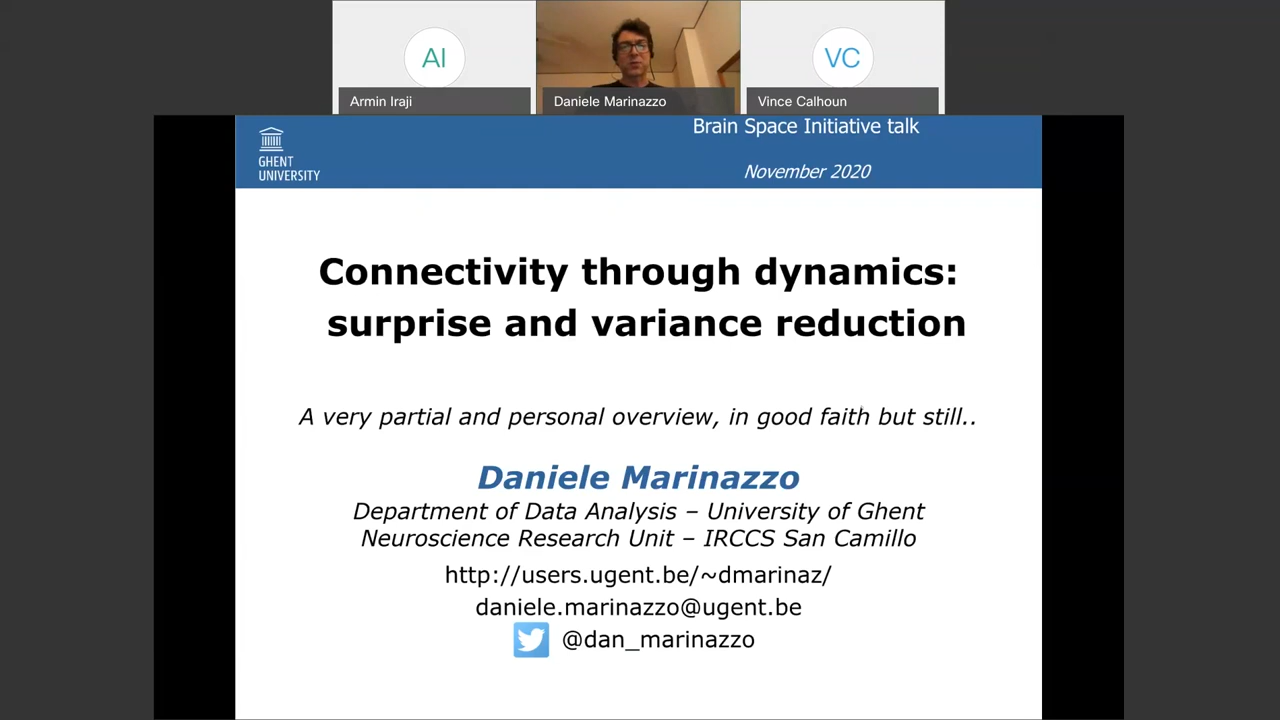 AI
VC
Armin Iraji
Daniele Marinazzo
Vince Calhoun
Brain Space Initiative talk
GHENT
UNIVERSITY
November 2020
Connectivity through dynamics:
surprise and variance reduction
A very partial and personal overview, in good faith but still..
Daniele Marinazzo
Department of Data Analysis – University of Ghent
Neuroscience Research Unit – IRCCS San Camillo
http://users.ugent.be/~dmarinaz/
daniele.marinazzo@ugent.be
@dan_marinazzo